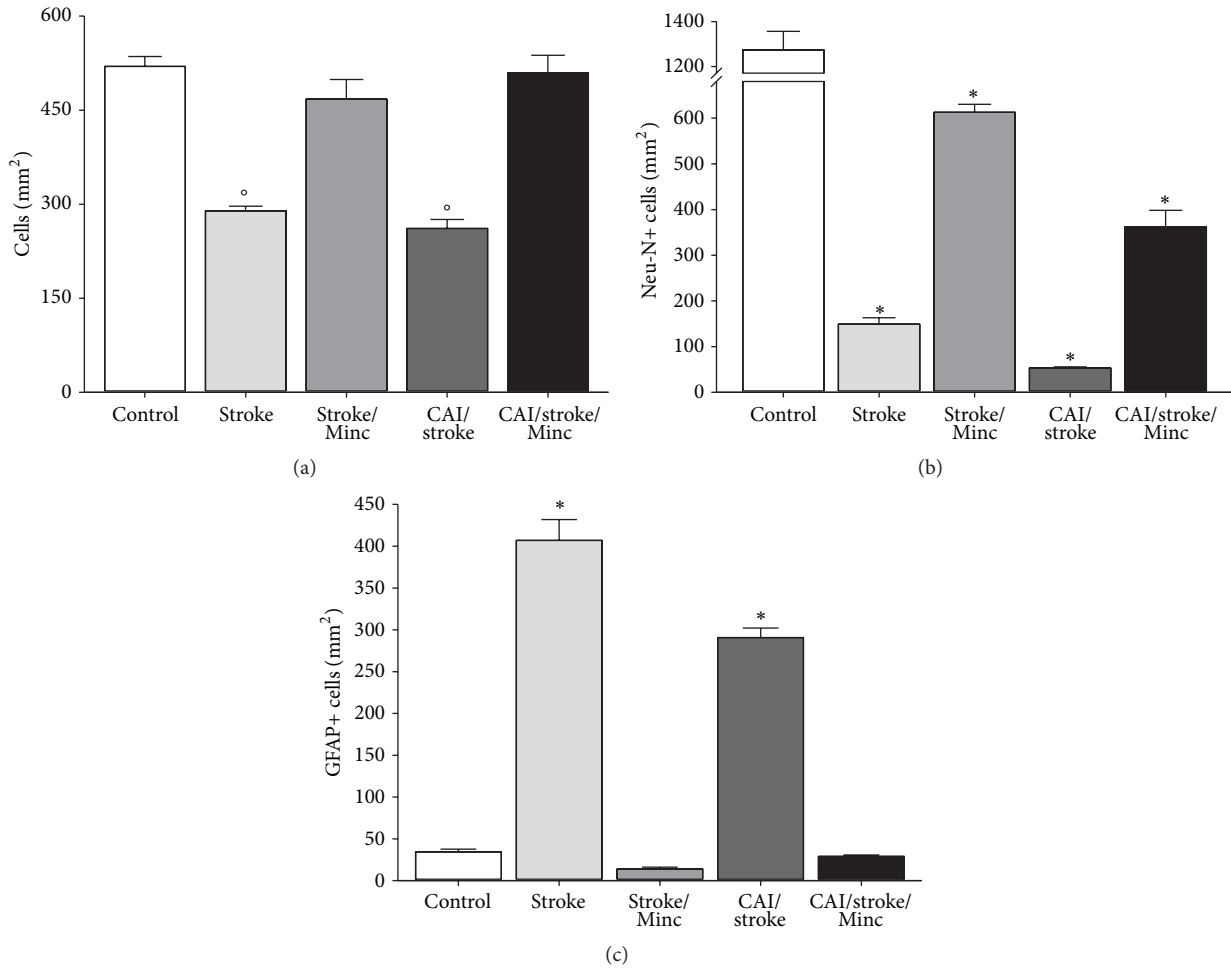 600
450
300
150
0
Cells (mm²)
°
°
Control
Stroke
Stroke/
Minc
CAI/
stroke
CAI/stroke/
Minc
(a)
1400
1200
600
400
300
200
100
0
Neu-N+ cells (mm²)
*
*
*
*
Control
Stroke
Stroke/
Minc
CAI/
stroke
CAI/stroke/
Minc
(b)
450
400
350
300
250
200
150
100
50
0
GFAP+ cells (mm²)
*
*
Control
Stroke
Stroke/
Minc
CAI/
stroke
CAI/stroke/
Minc
(c)